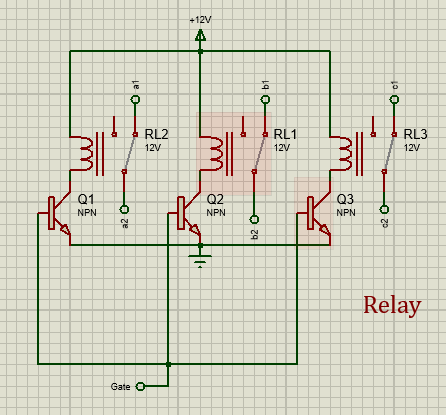 +12V
a1
b1
c1
RL2
12V
RL1
12V
RL3
12V
Q1
NPN
Q2
NPN
Q3
NPN
a2
b2
c2
Relay
Gate